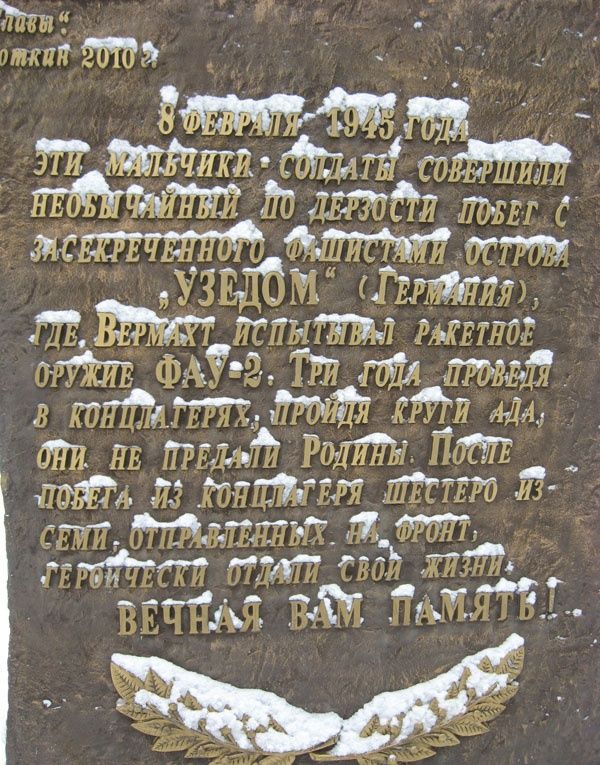 лавы".
откин 2010 г.
8 ФЕВРАЛЯ 1945 ГОДА
ЭТИ МАЛЬЧИКИ - СОЛДАТЫ СОВЕРШИЛИ
НЕОБЫЧАЙНЫЙ ПО ДЕРЗОСТИ ПОБЕГ С
ЗАСЕКРЕЧЕННОГО ФАШИСТАМИ ОСТРОВА
„УЗЕДОМ“ (ГЕРМАНИЯ),
ГДЕ ВЕРМАХТ ИСПЫТЫВАЛ РАКЕТНОЕ
ОРУЖИЕ ФАУ-2. ТРИ ГОДА ПРОВЕДЯ
В КОНЦЛАГЕРЯХ, ПРОЙДЯ КРУГИ АДА,
ОНИ НЕ ПРЕДАЛИ РОДИНЫ. ПОСЛЕ
ПОБЕГА ИЗ КОНЦЛАГЕРЯ ШЕСТЕРО ИЗ
СЕМИ, ОТПРАВЛЕННЫХ НА ФРОНТ,
ГЕРОИЧЕСКИ ОТДАЛИ СВОИ ЖИЗНИ.
ВЕЧНАЯ ВАМ ПАМЯТЬ!